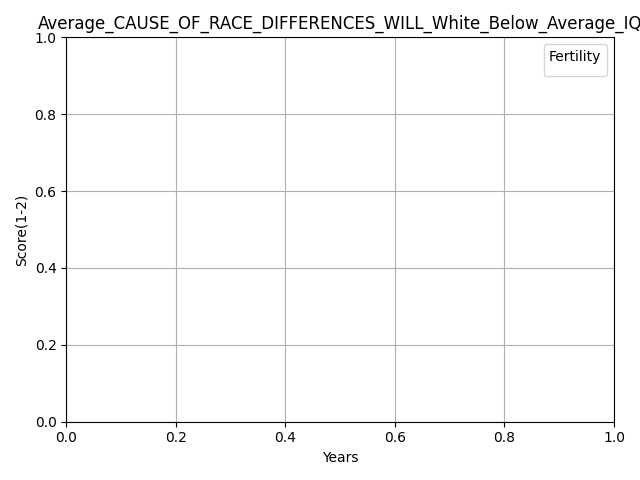 Average_CAUSE_OF_RACE_DIFFERENCES_WILL_White_Below_Average_IQ
Fertility
1.0
0.8
0.6
0.4
0.2
0.0
Score(1-2)
0.0 0.2 0.4 0.6 0.8 1.0
Years